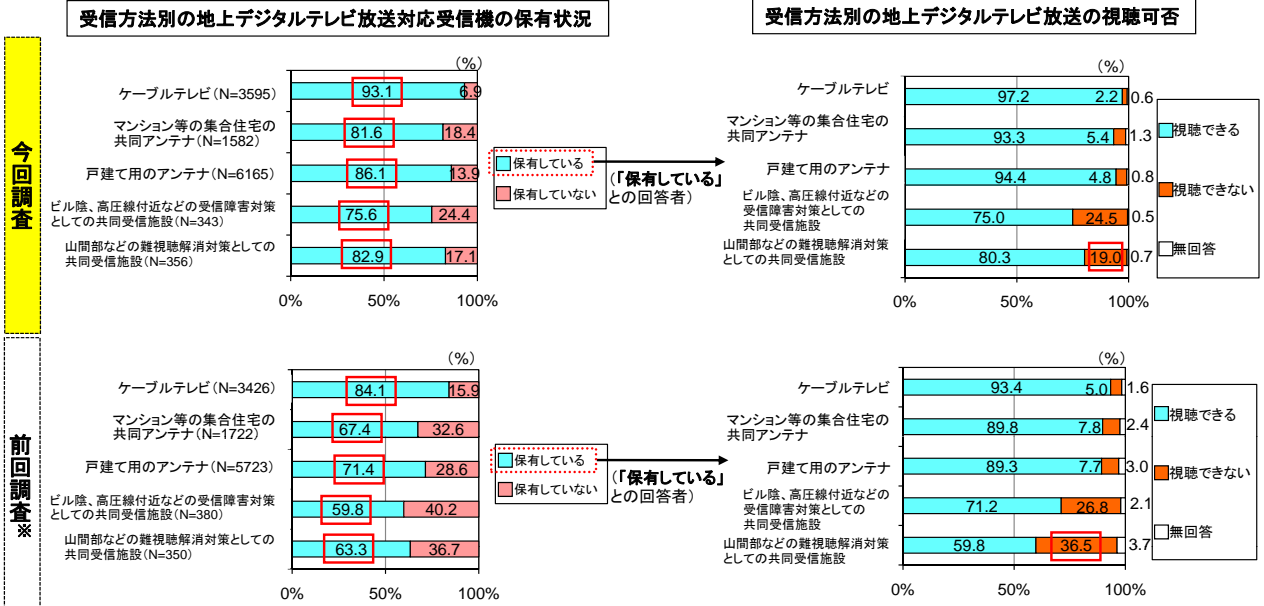 受信方法別の地上デジタルテレビ放送対応受信機の保有状況
受信方法別の地上デジタルテレビ放送の視聴可否
今回調査
(%)
ケーブルテレビ(N=3595)
93.1
6.9
マンション等の集合住宅の
共同アンテナ(N=1582)
81.6
18.4
戸建て用のアンテナ(N=6165)
86.1
13.9
ビル陰、高圧線付近などの受信障害対策
としての共同受信施設(N=343)
75.6
24.4
山間部などの難視聴解消対策としての
共同受信施設(N=356)
82.9
17.1
0%
50%
100%
保有している
保有していない
(「保有している」
との回答者)
(%)
ケーブルテレビ
97.2
2.2
0.6
マンション等の集合住宅の
共同アンテナ
93.3
5.4
1.3
戸建て用のアンテナ
94.4
4.8
0.8
ビル陰、高圧線付近などの
受信障害対策としての
共同受信施設
75.0
24.5
0.5
山間部などの難視聴解消対策
としての共同受信施設
80.3
19.0
0.7
0%
50%
100%
視聴できる
視聴できない
無回答
前回調査※
(%)
ケーブルテレビ(N=3426)
84.1
15.9
マンション等の集合住宅の
共同アンテナ(N=1722)
67.4
32.6
戸建て用のアンテナ(N=5723)
71.4
28.6
ビル陰、高圧線付近などの受信障害対策
としての共同受信施設(N=380)
59.8
40.2
山間部などの難視聴解消対策としての
共同受信施設(N=350)
63.3
36.7
0%
50%
100%
保有している
保有していない
(「保有している」
との回答者)
(%)
ケーブルテレビ
93.4
5.0
1.6
マンション等の集合住宅の
共同アンテナ
89.8
7.8
2.4
戸建て用のアンテナ
89.3
7.7
3.0
ビル陰、高圧線付近などの
受信障害対策としての
共同受信施設
71.2
26.8
2.1
山間部などの難視聴解消対策
としての共同受信施設
59.8
36.5
3.7
0%
50%
100%
視聴できる
視聴できない
無回答